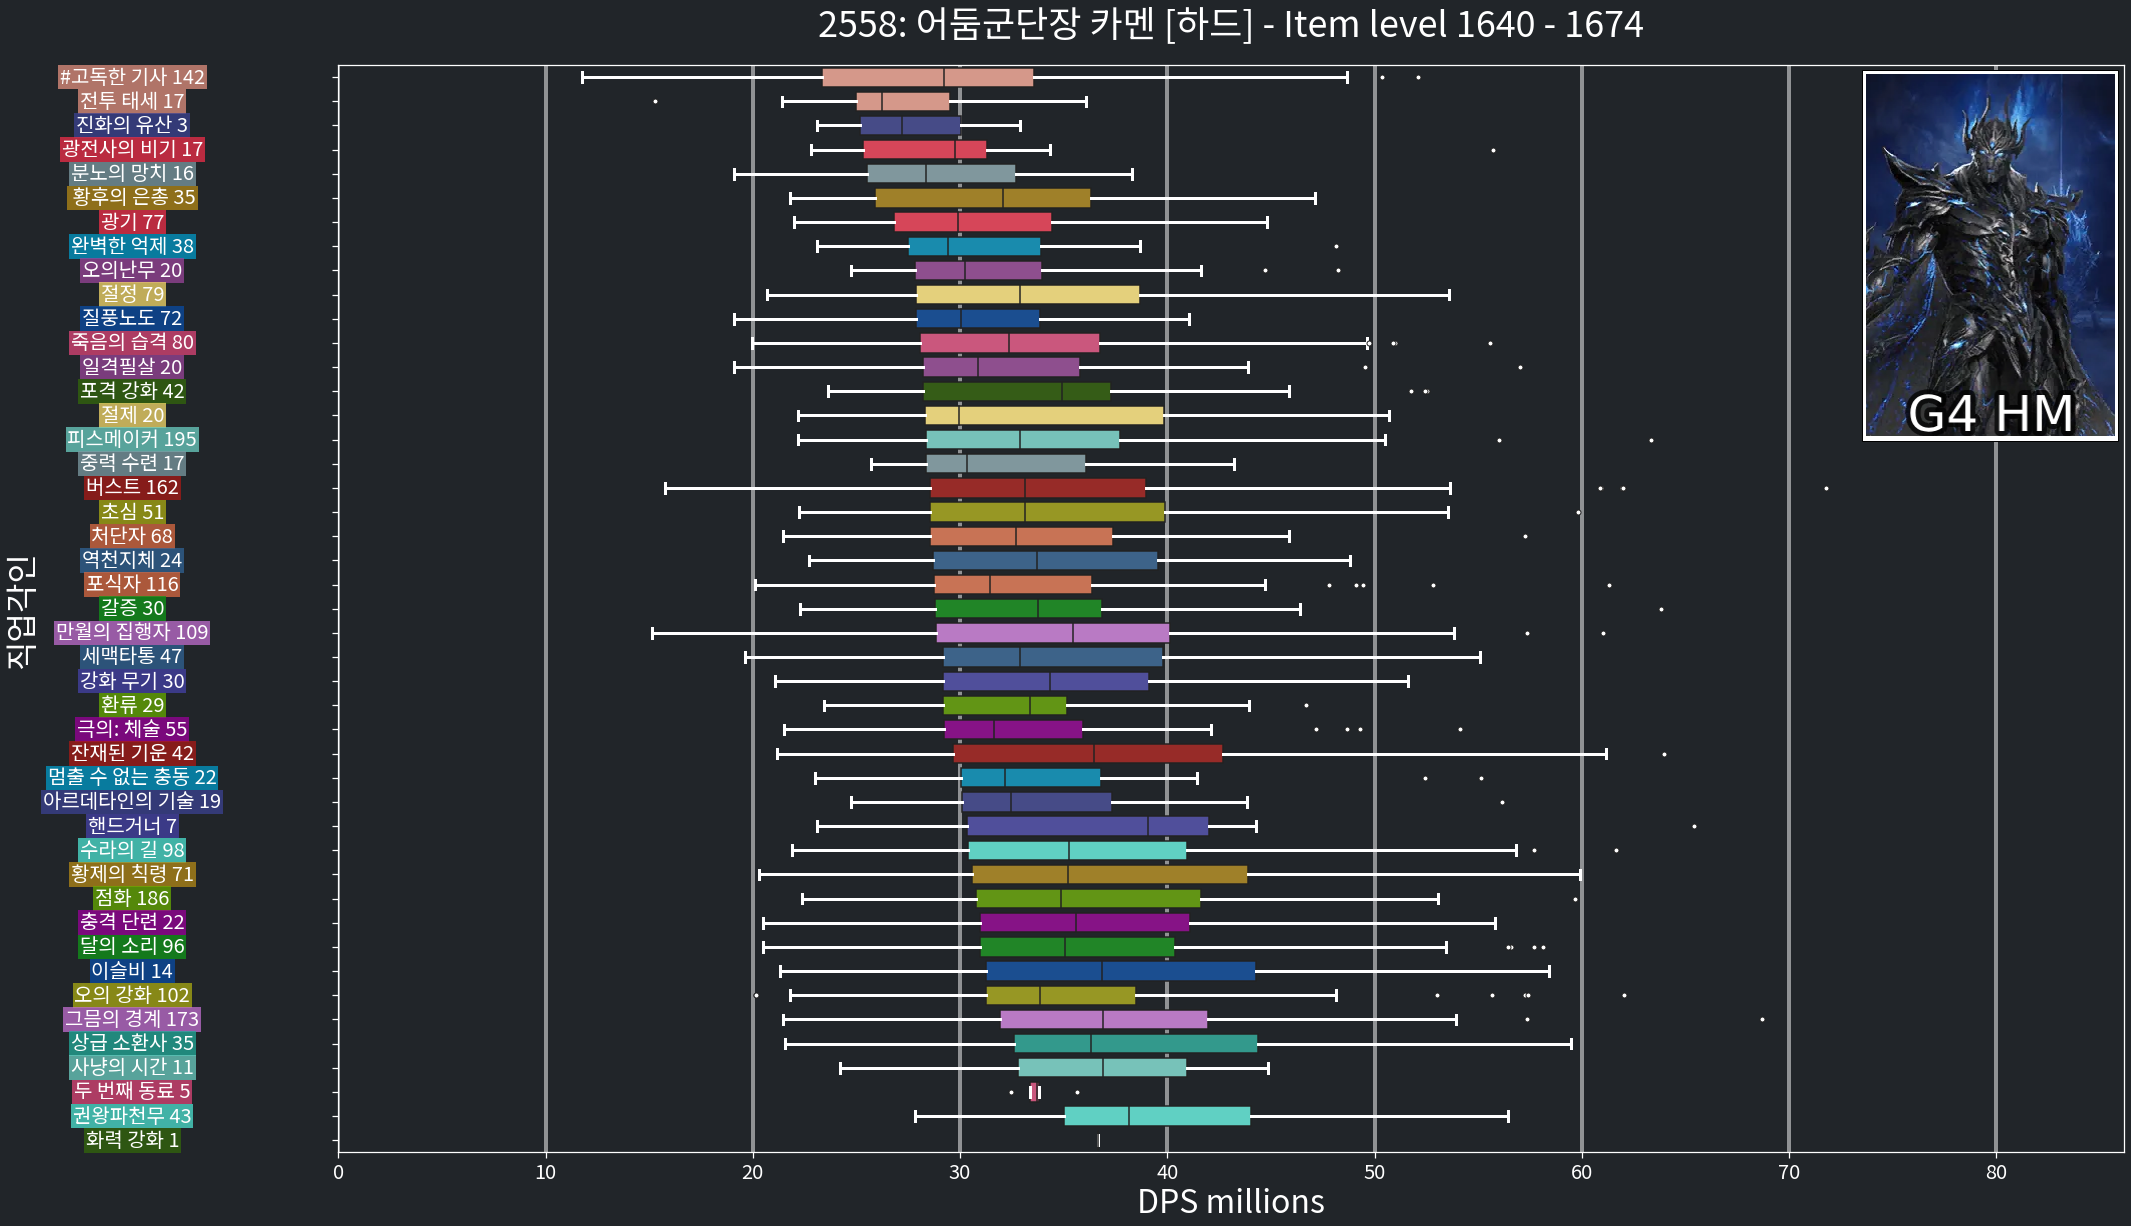 2558: 어둠군단장 카멘 [하드] - Item level 1640 - 1674
직업각인
#고독한 기사 142
전투 태세 17
진화의 유산 3
광전사의 비기 17
분노의 망치 16
황후의 은총 35
광기 77
완벽한 억제 38
오의난무 20
절정 79
질풍노도 72
죽음의 습격 80
일격필살 20
포격 강화 42
절제 20
피스메이커 195
중력 수련 17
버스트 162
초심 51
처단자 68
역천지체 24
포식자 116
갈증 30
만월의 집행자 109
세맥타통 47
강화 무기 30
환류 29
극의: 체술 55
잔재된 기운 42
멈출 수 없는 충동 22
아르데타인의 기술 19
핸드거너 7
수라의 길 98
황제의 칙령 71
점화 186
충격 단련 22
달의 소리 96
이슬비 14
오의 강화 102
그믐의 경계 173
상급 소환사 35
사냥의 시간 11
두 번째 동료 5
권왕파천무 43
화력 강화 1
G4 HM
0 10 20 30 40 50 60 70 80
DPS millions